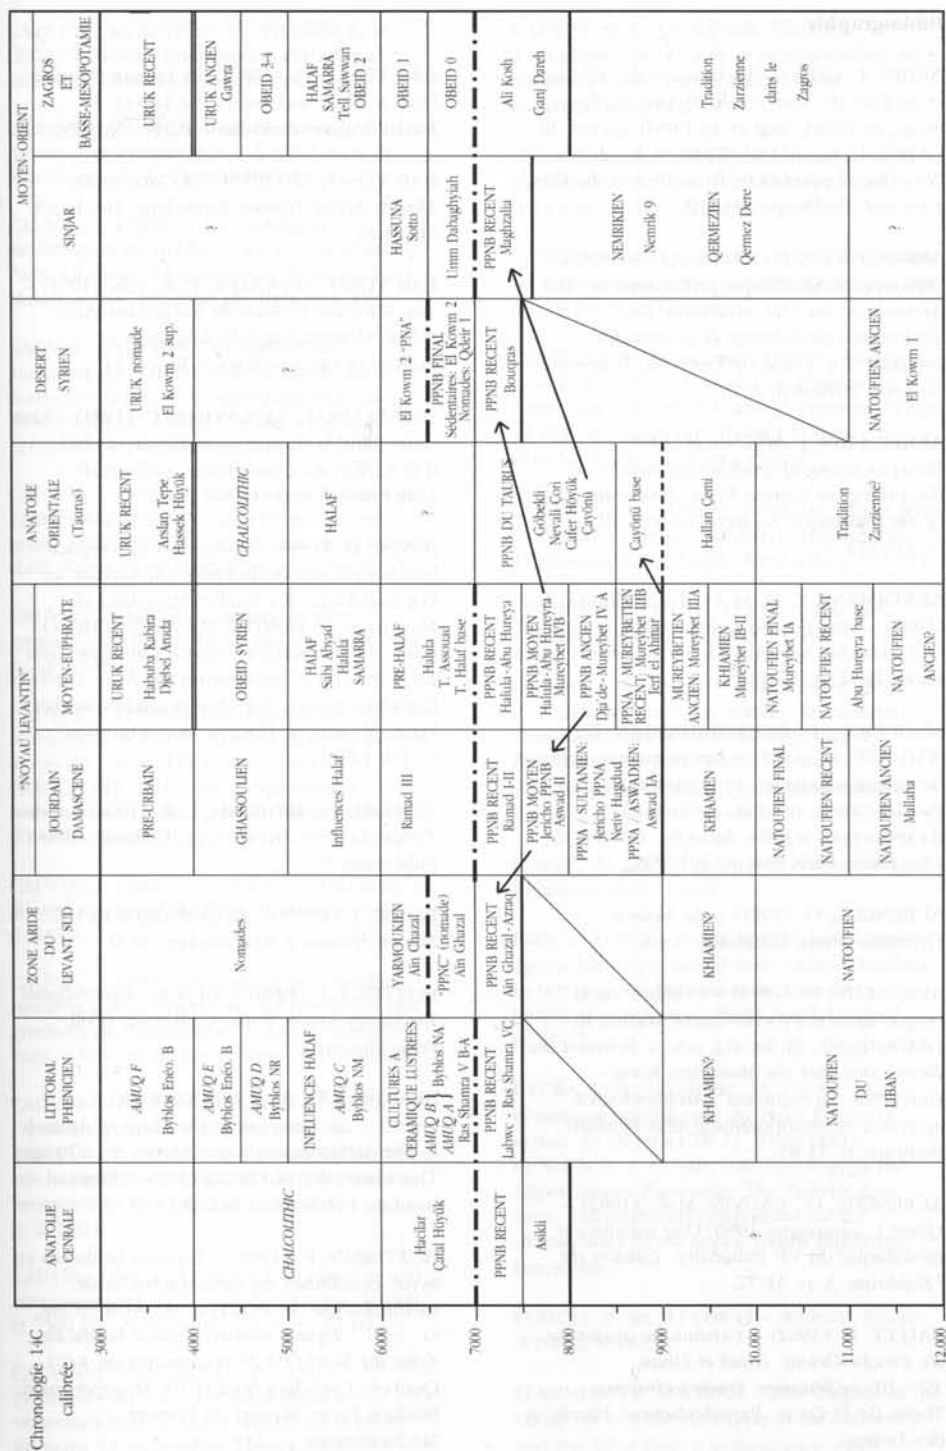 Chronologie 14C
calibrée
3000
4000
5000
6000
7000
8000
9000
10.000
11.000
12.000
ANATOLIE
CENRALE
CHALCOLITHIC
Hacilar
Çatal Hüyük
PPNB RECENT
Asikli
?
LITTORAL
PHENICIEN
AMUQ F
Byblos Enéo. B
AMUQ E
Byblos Enéo. B
AMUQ D
Byblos NR
INFLUENCES HALAF
AMUQ C
Byblos NM
CULTURES A
CERAMIQUE LUSTREES
AMUQ B
AMUQ A } Byblos NA
Ras Shamra V B-A
PPNB RECENT
Labwe - Ras Shamra VC
KHIAMIEN?
NATOUFIEN
DU
LIBAN
ZONE ARIDE
DU
LEVANT SUD
Nomades
YARMOUKIEN
Aïn Ghazal
"PPNC" (nomade)
Aïn Ghazal
PPNB RECENT
Aïn Ghazal - Azraq
KHIAMIEN?
NATOUFIEN
"NOYAU LEVANTIN"
JOURDAIN
DAMASCENE
PRE-URBAIN
GHASSOULIEN
Influences Halaf
Ramad III
PPNB RECENT
Ramad I-II
PPNB MOYEN
Jericho PPNB
Aswad II
PPNA / SULTANIEN:
Jericho PPNA
Netiv Hagdud
PPNA / ASWADIEN:
Aswad IA
KHIAMIEN
NATOUFIEN FINAL
NATOUFIEN RECENT
NATOUFIEN ANCIEN
Mallaha
MOYEN-EUPHRATE
URUK RECENT
Habuba Kabira
Djebel Aruda
OBEID SYRIEN
HALAF
Sabi Abyad
Halula
SAMARRA
PRE-HALAF
Halula
T. Assouad
T. Halaf base
PPNB RECENT
Halula-Abu Hureya
PPNB MOYEN
Halula-Abu Hureyra
Mureybet IVB
PPNB ANCIEN
Dja'de-Mureybet IV A
PPNA / MUREYBETIEN
RECENT: Mureybet IIIB
Jerf el Ahmar
MUREYBETIEN
ANCIEN: Mureybet IIIA
KHIAMIEN
Mureybet IB-II
NATOUFIEN FINAL
Mureybet IA
NATOUFIEN RECENT
Abu Hureyra base
NATOUFIEN
ANCIEN?
ANATOLE
ORIENTALE
(Taurus)
URUK RECENT
Arslan Tepe
Hassek Hüyük
CHALCOLITHIC
HALAF
?
PPNB DU TAURUS
Göbekli
Nevali Çori
Cafer Höyük
Çayönü
Çayönü base
Hallan Çemi
Tradition
Zarzienne?
DESERT
SYRIEN
URUK nomade
El Kowm 2 sup.
?
El Kowm 2 "PNA"
PPNB FINAL
Sédentares: El Kowm 2
Nomades: Qdeir 1
PPNB RECENT
Bouqras
NATOUFIEN ANCIEN
El Kowm 1
MOYEN-ORIENT
SINJAR
?
HASSUNA
Sotto
Umm Dabaghiyah
PPNB RECENT
Maghzalia
NEMRIKIEN
Nemrik 9
QERMEZIEN
Qermez Dere
?
ZAGROS
ET
BASSE-MESOPOTAMIE
URUK RECENT
URUK ANCIEN
Gawra
OBEID 3-4
HALAF
SAMARRA
Tell Sawwan
OBEID 2
OBEID 1
OBEID 0
Ali Kosh
Ganj Dareh
Tradition
Zarzienne
dans le
Zagros